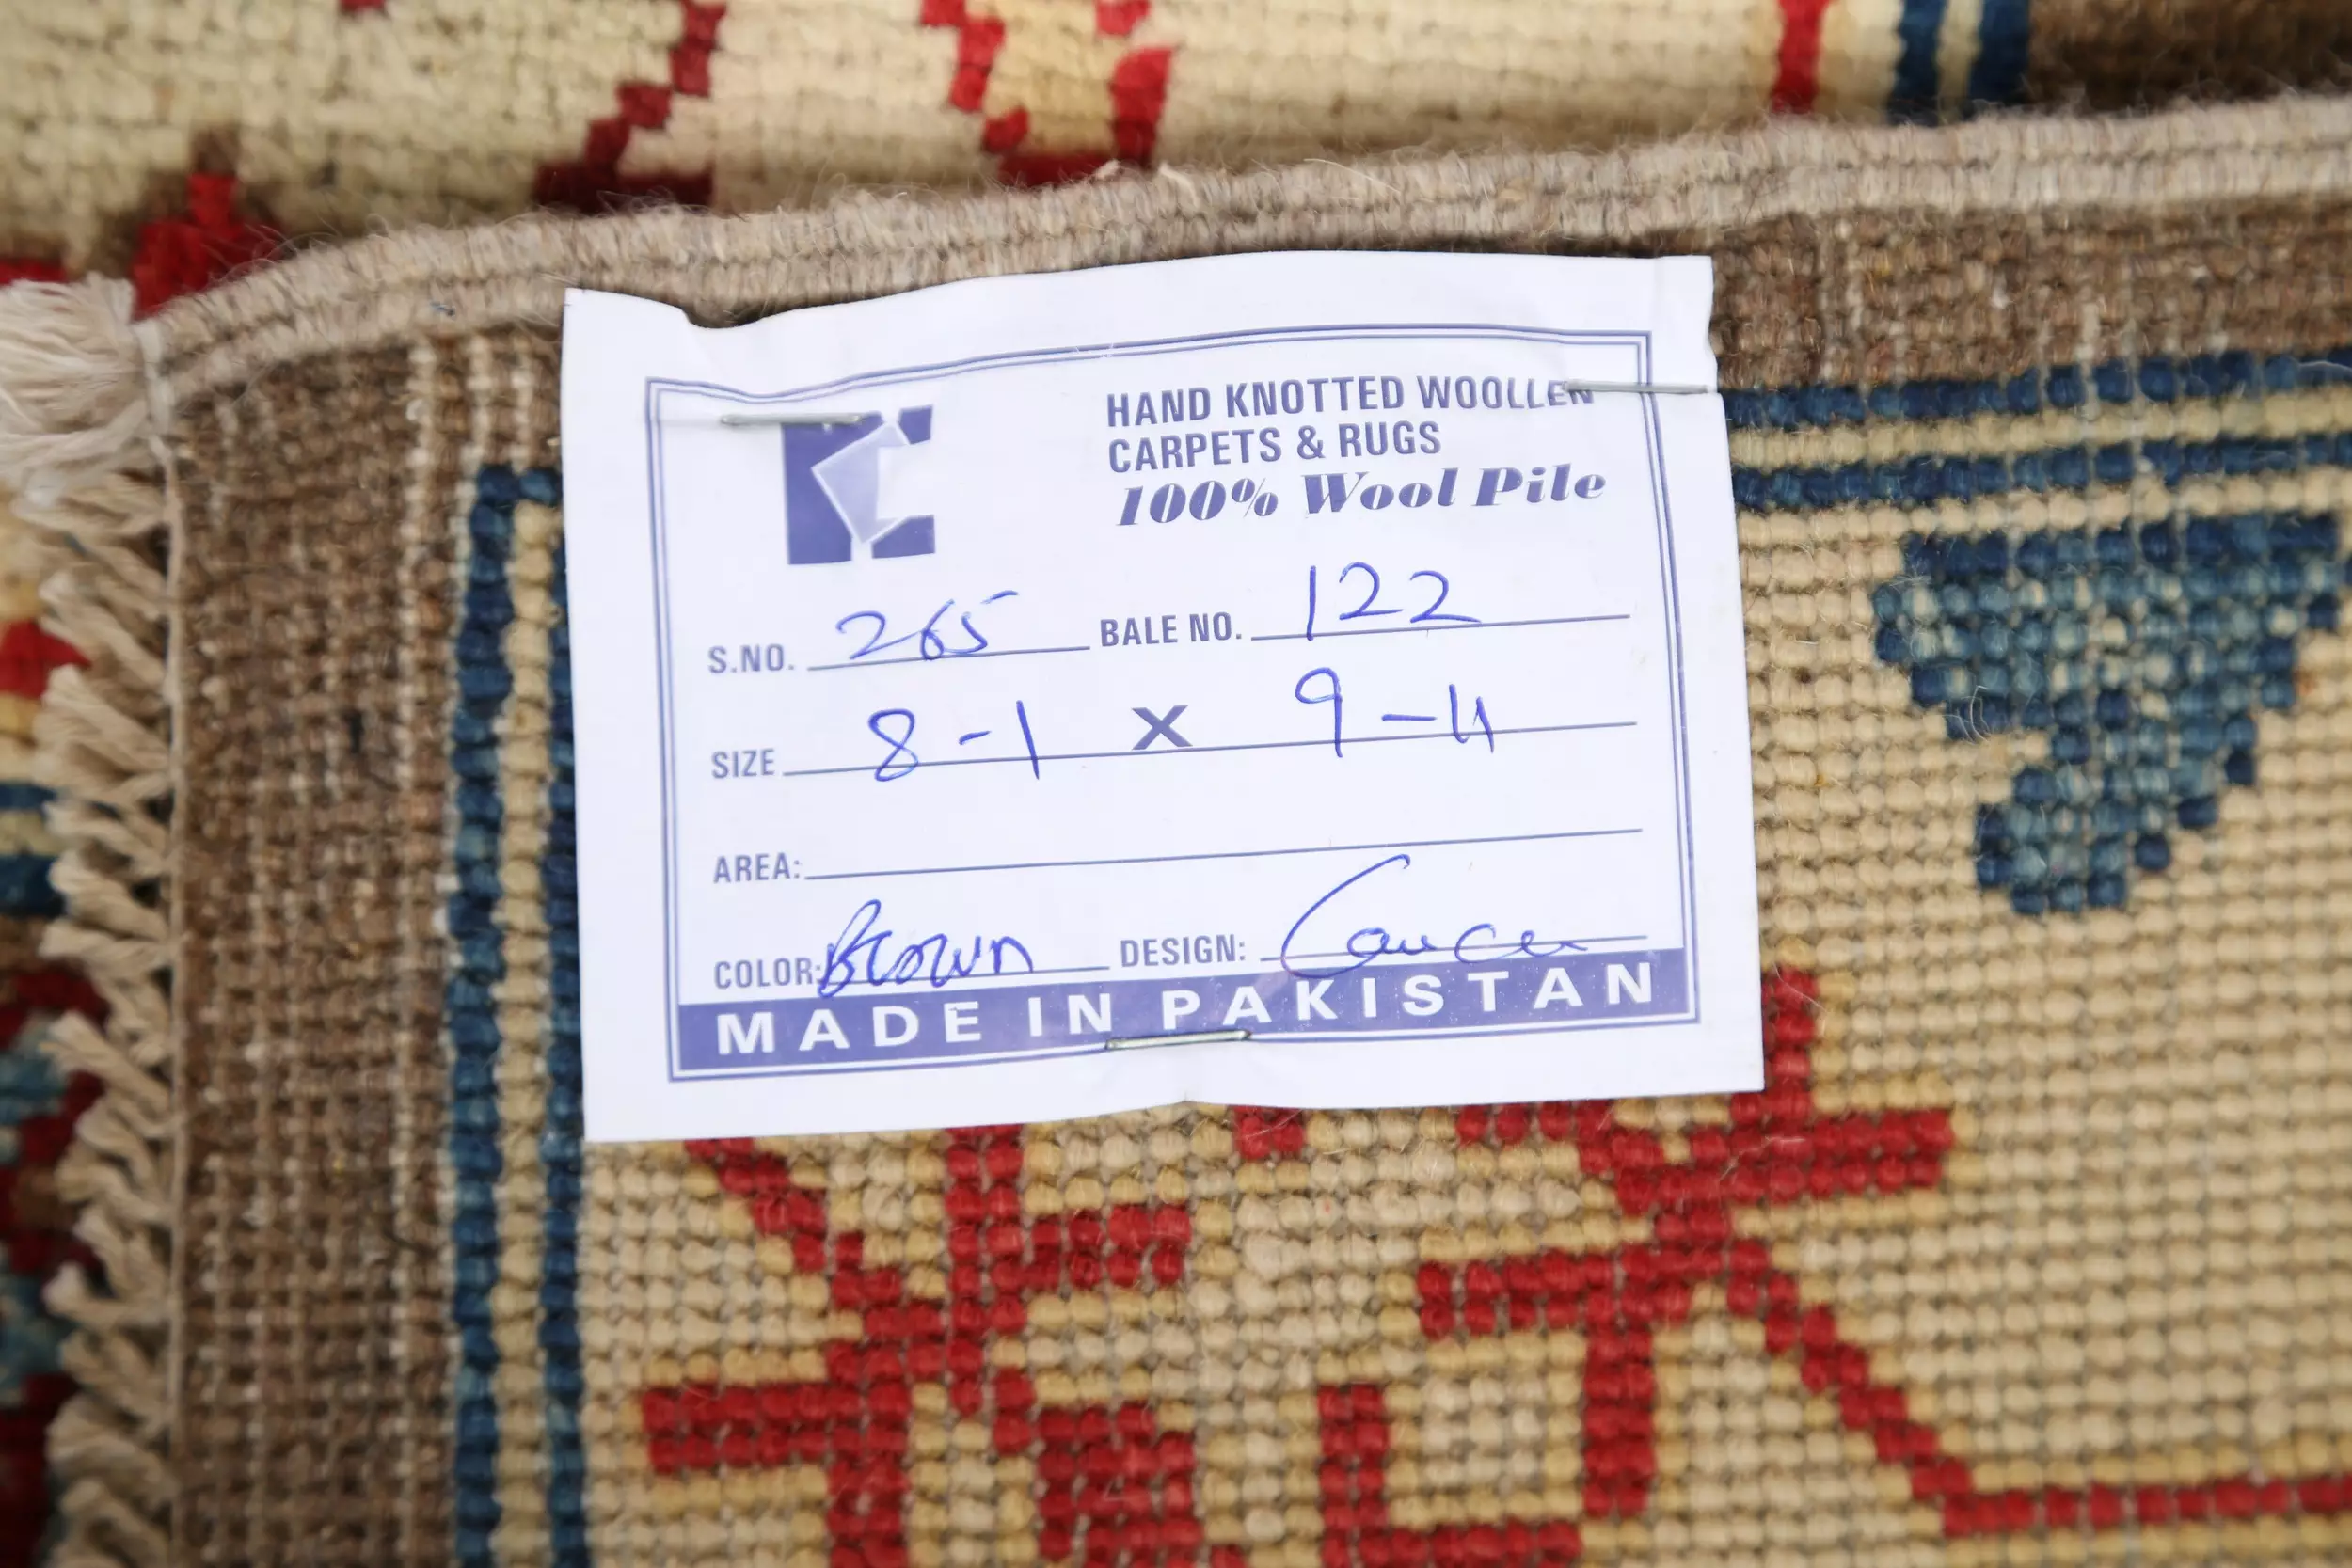 HAND KNOTTED WOOLLEN
CARPETS & RUGS
100% Wool Pile
S.NO. 265 BALE NO. 122
SIZE 8-1 X 9-11
AREA:
COLOR: Brown DESIGN:
MADE IN PAKISTAN